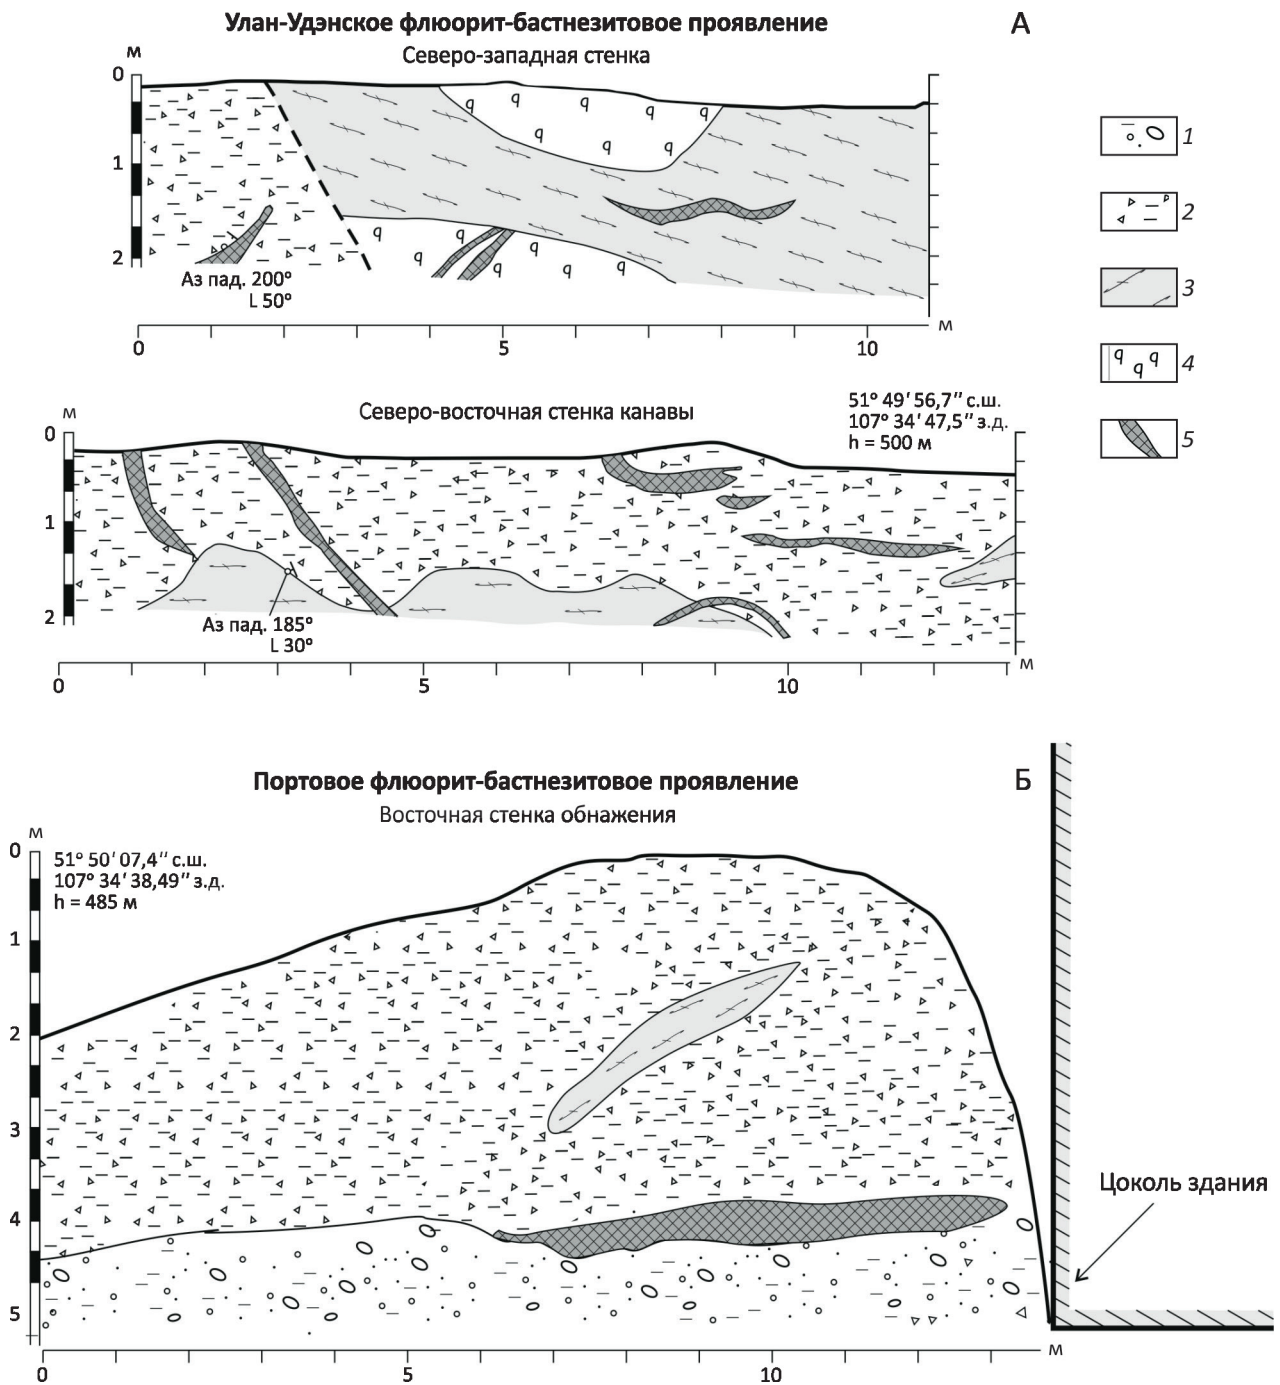 Улан-Удэнское флюорит-бастнезитовое проявление
А
Северо-западная стенка
м
0
1
2
Аз пад. 200°
L 50°
q q q q q q q q
q q q q q q q
м
0 5 10
1
2
3
q q q 4
5
Северо-восточная стенка канавы
51° 49′ 56,7″ с.ш.
107° 34′ 47,5″ з.д.
h = 500 м
м
0
1
2
Аз пад. 185°
L 30°
м
0 5 10
Портовое флюорит-бастнезитовое проявление
Б
Восточная стенка обнажения
м
0
51° 50′ 07,4″ с.ш.
107° 34′ 38,49″ з.д.
h = 485 м
1
2
3
4
5
Цоколь здания
м
0 5 10